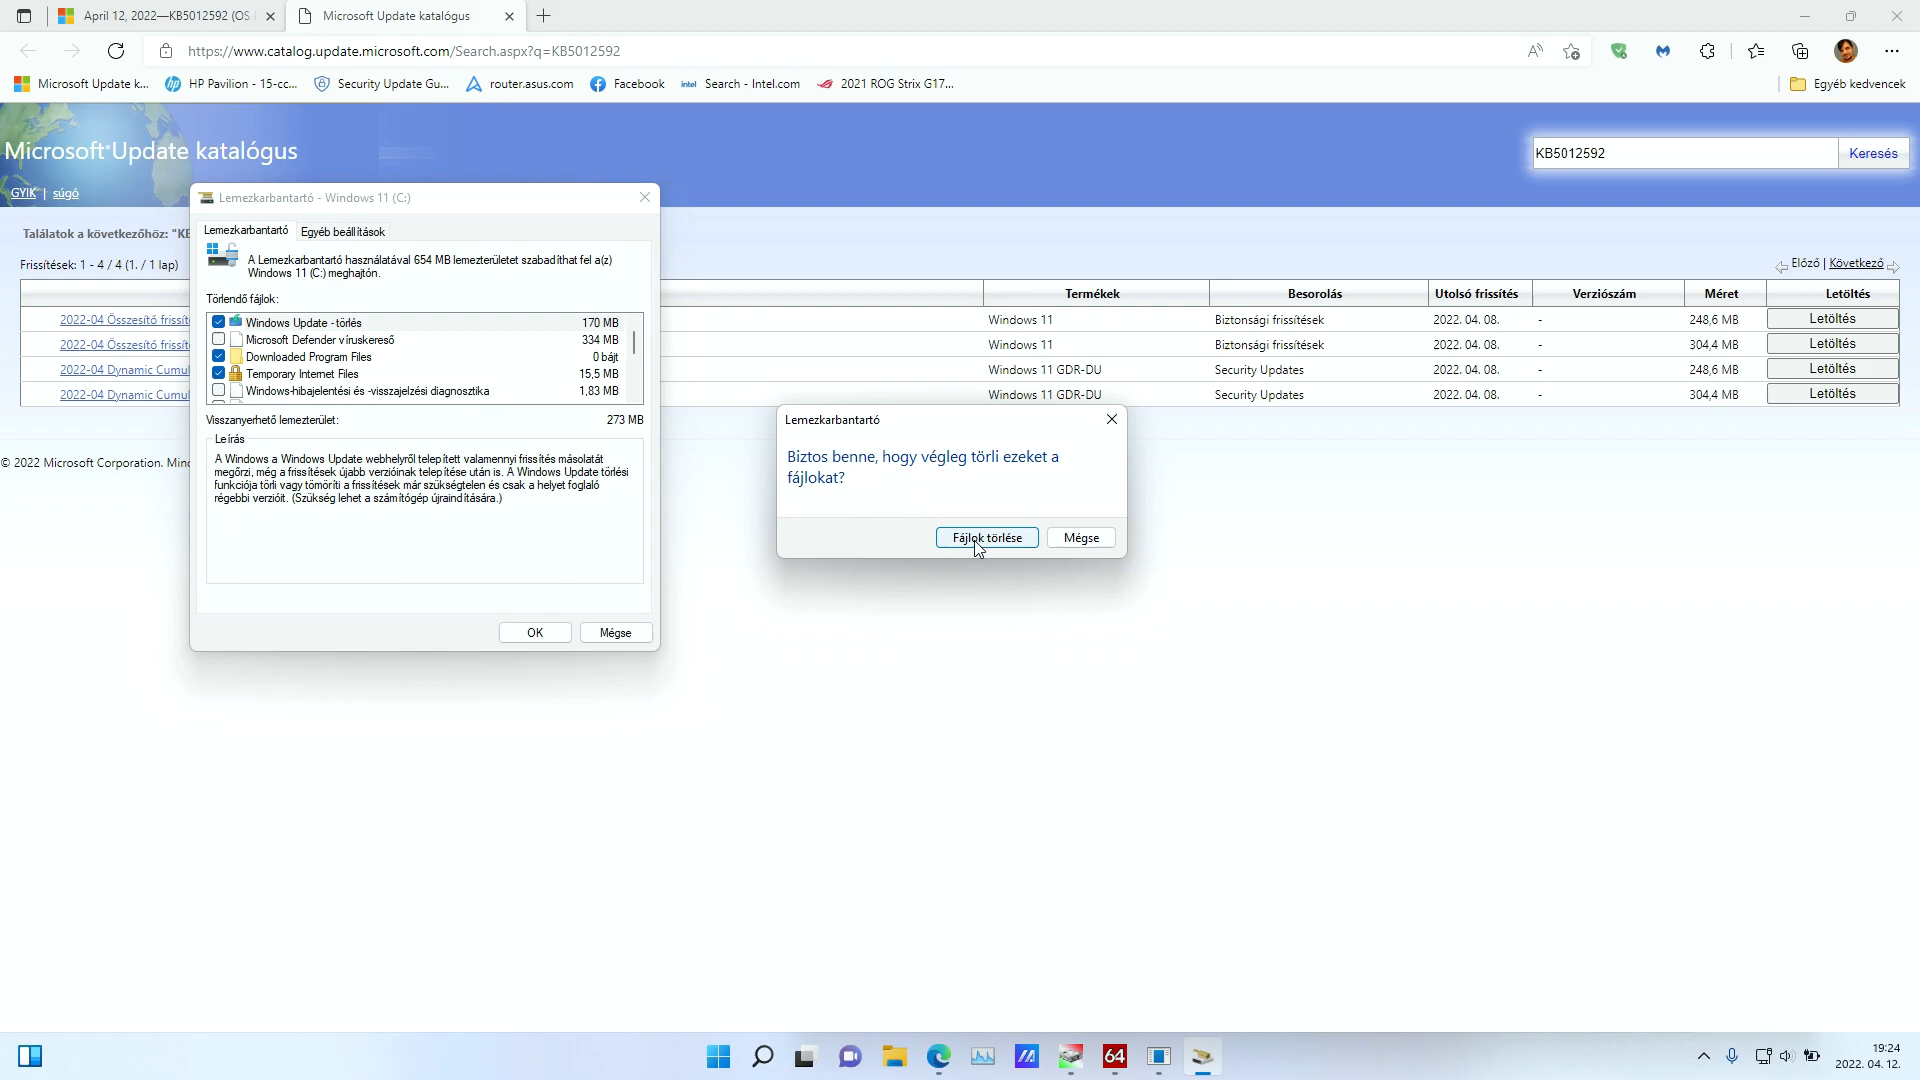 April 12, 2022—KB5012592 (OS
Microsoft Update katalógus
https://www.catalog.update.microsoft.com/Search.aspx?q=KB5012592
Microsoft Update k...
HP Pavilion - 15-cc...
Security Update Gu...
router.asus.com
Facebook
intel
Search - Intel.com
2021 ROG Strix G17...
Egyéb kedvencek
Microsoft®Update katalógus
KB5012592
Keresés
GYIK | súgó
Lemezkarbantartó - Windows 11 (C:)
Találatok a következőhöz: "KB
Lemezkarbantartó
Egyéb beállítások
A Lemezkarbantartó használatával 654 MB lemezterületet szabadíthat fel a(z)
Windows 11 (C:) meghajtón.
Frissítések: 1 - 4 / 4 (1. / 1 lap)
Előző | Következő
Törlendő fájlok:
Termékek Besorolás Utolsó frissítés Verziószám Méret Letöltés
2022-04 Összesítő frissít
Windows 11 Biztonsági frissítések 2022. 04. 08. - 248,6 MB Letöltés
2022-04 Összesítő frissít
Windows 11 Biztonsági frissítések 2022. 04. 08. - 304,4 MB Letöltés
2022-04 Dynamic Cumul
Windows 11 GDR-DU Security Updates 2022. 04. 08. - 248,6 MB Letöltés
2022-04 Dynamic Cumul
Windows 11 GDR-DU Security Updates 2022. 04. 08. - 304,4 MB Letöltés
Windows Update - törlés 170 MB
Microsoft Defender víruskereső 334 MB
Downloaded Program Files 0 bájt
Temporary Internet Files 15,5 MB
Windows-hibajelentési és -visszajelzési diagnosztika 1,83 MB
Visszanyerhető lemezterület: 273 MB
Leírás
A Windows a Windows Update webhelyről telepített valamennyi frissítés másolatát
megőrzi, még a frissítések újabb verzióinak telepítése után is. A Windows Update törlési
funkciója törli vagy tömöríti a frissítések már szükségtelen és csak a helyet foglaló
régebbi verzióit. (Szükség lehet a számítógép újraindítására.)
OK
Mégse
© 2022 Microsoft Corporation. Mind
Lemezkarbantartó
Biztos benne, hogy végleg törli ezeket a
fájlokat?
Fájlok törlése
Mégse
64
19:24
2022. 04. 12.